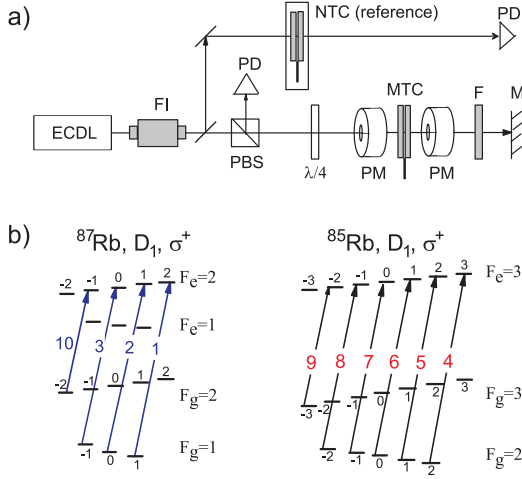 a)
NTC (reference)
PD
PD
MTC
F
M
FI
ECDL
PBS
λ/4
PM
PM
b)
⁸⁷Rb, D₁, σ⁺
⁸⁵Rb, D₁, σ⁺
-2 -1 0 1 2 Fe=2
-3 -2 -1 0 1 2 3 Fe=3
Fe=1
10 3 2 1
9 8 7 6 5 4
-2 -1 0 1 2 Fg=2
-3 -2 -1 0 1 2 3 Fg=3
-1 0 1 Fg=1
-2 -1 0 1 2 Fg=2